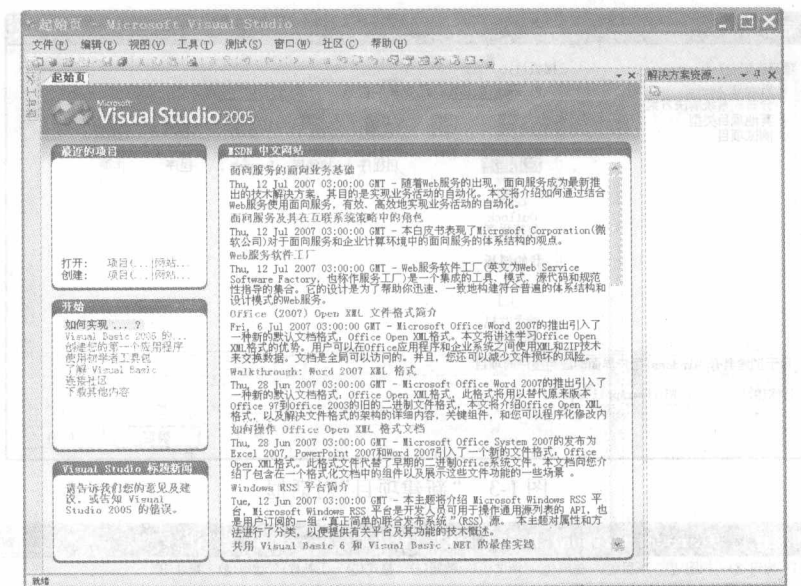 起始页 - Microsoft Visual Studio
文件(F) 编辑(E) 视图(V) 工具(T) 测试(S) 窗口(W) 社区(C) 帮助(H)
工具箱
起始页
解决方案资源...
Microsoft
Visual Studio 2005
最近的项目
打开: 项目(...|网站...
创建: 项目(...|网站...
开始
如何实现 ...?
Visual Basic 2005 的...
创建您的第一个应用程序
使用初学者工具包
了解 Visual Basic
连接社区
下载其他内容
Visual Studio 标题新闻
请告诉我们您的意见及建
议，或告知 Visual
Studio 2005 的错误。
MSDN 中文网站
面向服务的面向业务基础
Thu, 12 Jul 2007 03:00:00 GMT - 随着Web服务的出现，面向服务成为最新推
出的技术解决方案，其目的是实现业务活动的自动化。本文将介绍如何通过结合
Web服务使用面向服务，有效、高效地实现业务活动的自动化。
面向服务及其在互联系统策略中的角色
Thu, 12 Jul 2007 03:00:00 GMT - 本白皮书表现了Microsoft Corporation(微
软公司)对于面向服务和企业计算环境中的面向服务的体系结构的观点。
Web服务软件工厂
Thu, 12 Jul 2007 03:00:00 GMT - Web服务软件工厂(英文为Web Service
Software Factory，也称作服务工厂)是一个集成的工具、模式、源代码和规范
性指导的集合。它的设计是为了帮助你迅速、一致地构建符合普遍的体系结构和
设计模式的Web服务。
Office (2007) Open XML 文件格式简介
Fri, 6 Jul 2007 03:00:00 GMT - Microsoft Office Word 2007的推出引入了
一种新的默认文档格式，Office Open XML格式。本文将讲述学习Office Open
XML格式的优势。用户可以在Office应用程序和企业系统之间使用XML和ZIP技术
来交换数据。文档是全局可以访问的。并且，您还可以减少文件损坏的风险。
Walkthrough: Word 2007 XML 格式
Thu, 28 Jun 2007 03:00:00 GMT - Microsoft Office Word 2007的推出引入了
一种新的默认文档格式：Office Open XML格式，此格式将用以替代原来版本
Office 97到Office 2003的旧的二进制文件格式，本文将介绍Office Open XML
格式，以及解决文件格式的架构的详细内容，关键组件，和您可以程序化修改内
如何操作 Office Open XML 格式文档
Thu, 28 Jun 2007 03:00:00 GMT - Microsoft Office System 2007的发布为
Excel 2007, PowerPoint 2007和Word 2007引入了一个新的文件格式：Office
Open XML格式。此格式文件代替了早期的二进制Office系统文件。本文档向您介
绍了包含在一个格式化文档中的组件以及展示这些文件功能的一些场景 。
Windows RSS 平台简介
Tue, 12 Jun 2007 03:00:00 GMT - 本主题将介绍 Microsoft Windows RSS 平
台，Microsoft Windows RSS 平台是开发人员可用于操作通用源列表的 API，也
是用户订阅的一组“真正简单的联合发布系统”(RSS) 源。 本主题对属性和方
法进行了分类，以便提供有关平台及其功能的技术概述。
共用 Visual Basic 6 和 Visual Basic .NET 的最佳实践
就绪